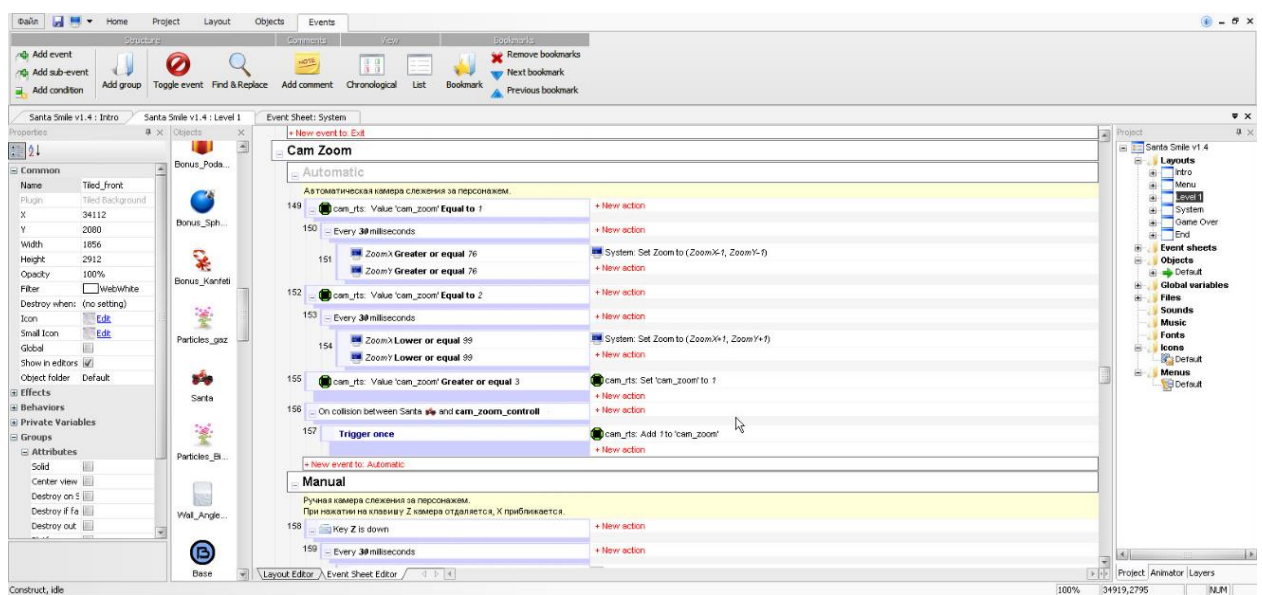 Файл Home Project Layout Objects Events
Structure Comments View Bookmarks
Add event
Add sub-event
Add condition
Add group Toggle event Find & Replace
NOTE
Add comment Chronological List Bookmark
Remove bookmarks
Next bookmark
Previous bookmark
Santa Smile v1.4 : Intro Santa Smile v1.4 : Level 1 Event Sheet: System
Properties
Common
Name Tiled_front
Plugin Tiled Background
X 34112
Y 2080
Width 1856
Height 2912
Opacity 100%
Filter WebWhite
Destroy when: (no setting)
Icon Edit
Small Icon Edit
Global
Show in editors
Object folder Default
Effects
Behaviors
Private Variables
Groups
Attributes
Solid
Center view
Destroy on S
Destroy if fa
Destroy out
Objects
Bonus_Poda...
Bonus_Sph...
Bonus_Kanfeti
Particles_gaz
Santa
Particles_Bi...
Wall_Angle...
Base
+ New event to: Exit
Cam Zoom
Automatic
Автоматическая камера слежения за персонажем.
149 cam_rts: Value 'cam_zoom' Equal to 1 + New action
150 Every 30 milliseconds + New action
151 ZoomX Greater or equal 76 System: Set Zoom to (ZoomX-1, ZoomY-1)
ZoomY Greater or equal 76 + New action
152 cam_rts: Value 'cam_zoom' Equal to 2 + New action
153 Every 30 milliseconds + New action
154 ZoomX Lower or equal 99 System: Set Zoom to (ZoomX+1, ZoomY+1)
ZoomY Lower or equal 99 + New action
155 cam_rts: Value 'cam_zoom' Greater or equal 3 cam_rts: Set 'cam_zoom' to 1
+ New action
156 On collision between Santa and cam_zoom_controll + New action
157 Trigger once cam_rts: Add 1 to 'cam_zoom'
+ New action
+ New event to: Automatic
Manual
Ручная камера слежения за персонажем.
При нажатии на клавишу Z камера отдаляется, X приближается.
158 Key Z is down + New action
159 Every 30 milliseconds + New action
Layout Editor Event Sheet Editor
Project
Santa Smile v1.4
Layouts
Intro
Menu
Level 1
System
Game Over
End
Event sheets
Objects
Default
Global variables
Files
Sounds
Music
Fonts
Icons
Default
Menus
Default
Project Animator Layers
Construct, idle 100% 34919,2795 NUM